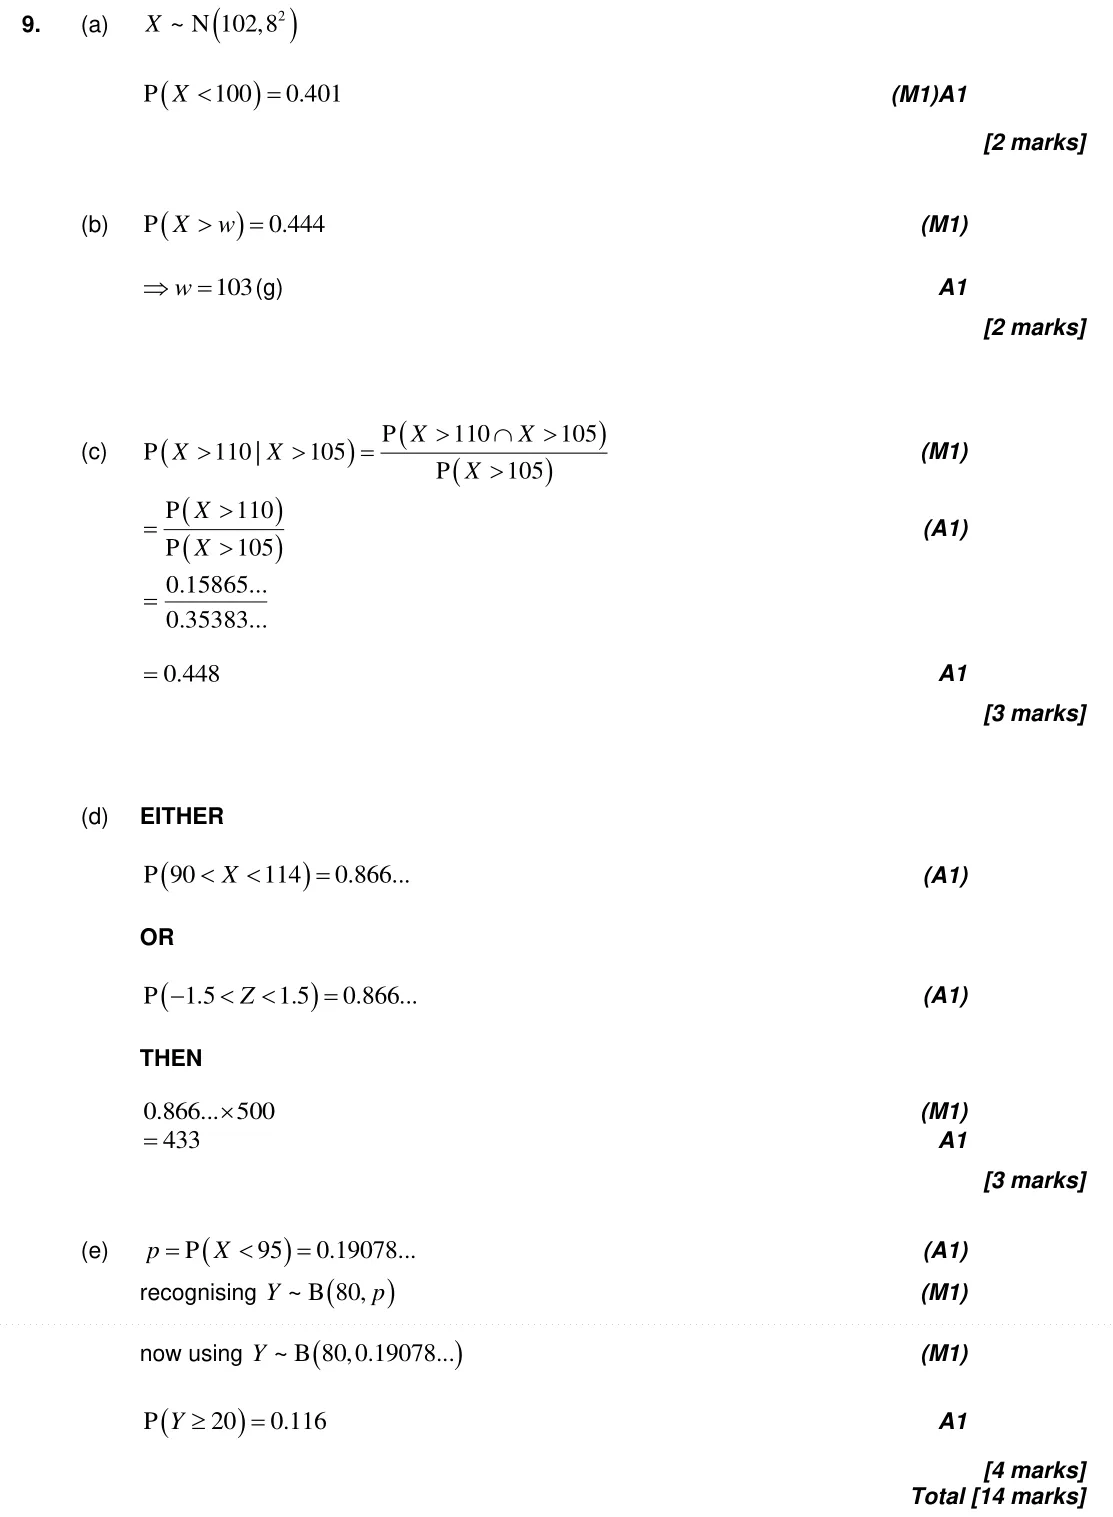 9. (a) X ~ N(102, 8²)
P(X < 100) = 0.401 (M1)A1
[2 marks]
(b) P(X > w) = 0.444 (M1)
⇒ w = 103 (g) A1
[2 marks]
(c) P(X > 110 | X > 105) = P(X > 110 ∩ X > 105) / P(X > 105) (M1)
= P(X > 110) / P(X > 105) (A1)
= 0.15865... / 0.35383...
= 0.448 A1
[3 marks]
(d) EITHER
P(90 < X < 114) = 0.866... (A1)
OR
P(−1.5 < Z < 1.5) = 0.866... (A1)
THEN
0.866... × 500 (M1)
= 433 A1
[3 marks]
(e) p = P(X < 95) = 0.19078... (A1)
recognising Y ~ B(80, p) (M1)
now using Y ~ B(80, 0.19078...) (M1)
P(Y ≥ 20) = 0.116 A1
[4 marks]
Total [14 marks]